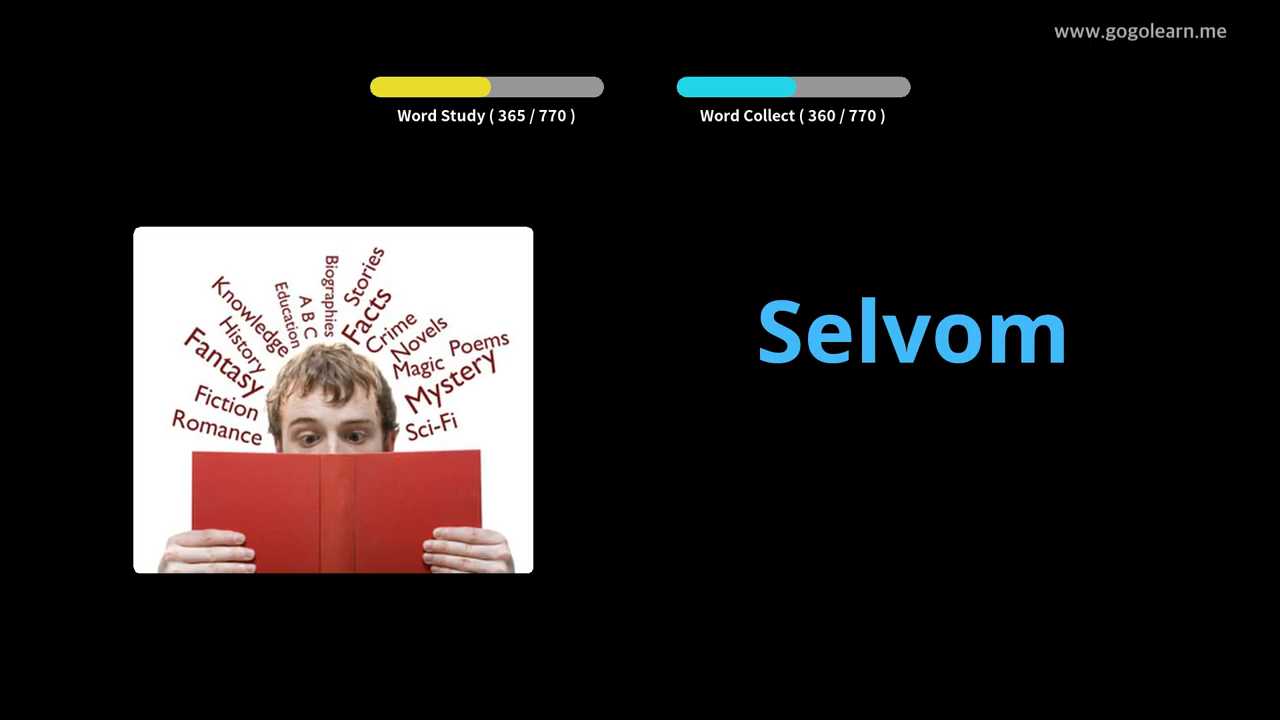 www.gogolearn.me
Word Study ( 365 / 770 )
Word Collect ( 360 / 770 )
Selvom
Biographies
Stories
Education
A B C
Facts
Knowledge
Crime
History
Novels
Fantasy
Magic
Poems
Mystery
Fiction
Romance
Sci-Fi